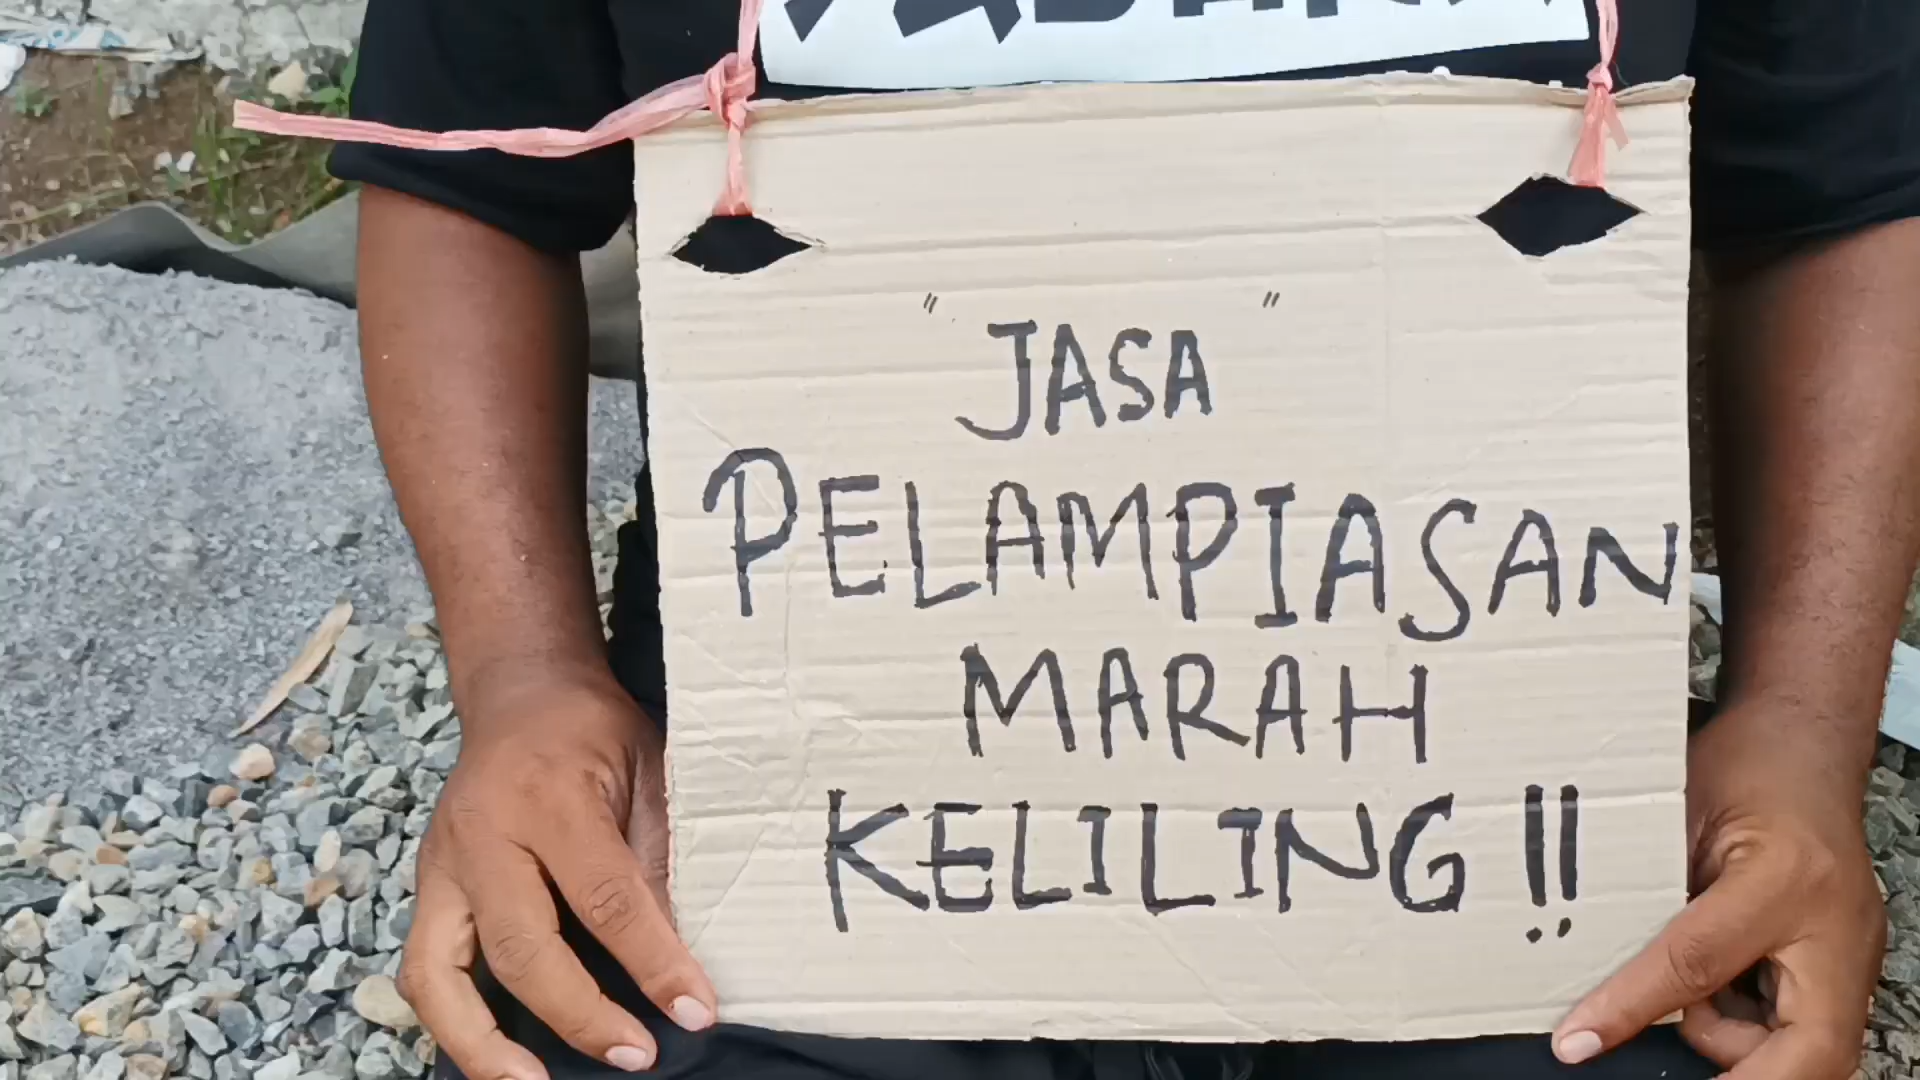 " JASA "
PELAMPIASAN
MARAH
KELILING !!